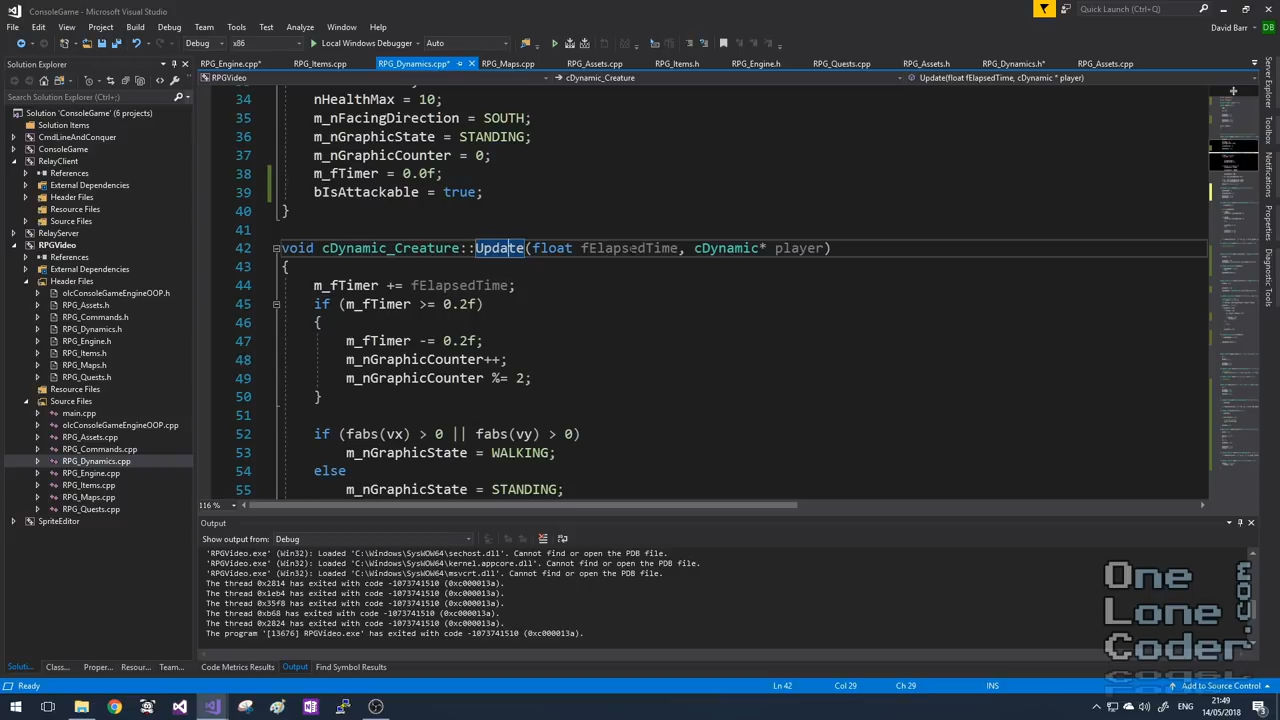 ConsoleGame - Microsoft Visual Studio
Quick Launch (Ctrl+Q)
File Edit View Project Build Debug Team Tools Test Analyze Window Help
David Barr DB
Debug x86 Local Windows Debugger Auto
Solution Explorer
RPG_Engine.cpp* RPG_Items.cpp RPG_Dynamics.cpp* RPG_Maps.cpp RPG_Assets.cpp RPG_Items.h RPG_Engine.h RPG_Quests.cpp RPG_Dynamics.h* RPG_Assets.cpp
RPGVideo cDynamic_Creature Update(float fElapsedTime, cDynamic * player)
Search Solution Explorer (Ctrl+;)
Solution 'ConsoleGame' (6 projects)
Solution Items
CmdLineAntConquer
ConsoleGame
RelayClient
References
External Dependencies
Header Files
Resource Files
Source Files
RelayServer
RPGVideo
References
External Dependencies
Header Files
olcConsoleGameEngineOOP.h
RPG_Assets.h
RPG_Commands.h
RPG_Dynamics.h
RPG_Engine.h
RPG_Items.h
RPG_Maps.h
RPG_Quests.h
Resource Files
Source Files
main.cpp
olcConsoleGameEngineOOP.cpp
RPG_Assets.cpp
RPG_Commands.cpp
RPG_Dynamics.cpp
RPG_Engine.cpp
RPG_Items.cpp
RPG_Maps.cpp
RPG_Quests.cpp
SpriteEditor
34 nHealthMax = 10;
35 m_nFacingDirection = SOUTH;
36 m_nGraphicState = STANDING;
37 m_nGraphicCounter = 0;
38 m_fTimer = 0.0f;
39 bIsAttackable = true;
40 }
41
42 void cDynamic_Creature::Update(float fElapsedTime, cDynamic* player)
43 {
44 m_fTimer += fElapsedTime;
45 if (m_fTimer >= 0.2f)
46 {
47 m_fTimer -= 0.2f;
48 m_nGraphicCounter++;
49 m_nGraphicCounter %= 2;
50 }
51
52 if (fabs(vx) > 0 || fabs(vy) > 0)
53 m_nGraphicState = WALKING;
54 else
55 m_nGraphicState = STANDING;
116 %
Output
Show output from: Debug
'RPGVideo.exe' (Win32): Loaded 'C:\Windows\SysWOW64\sechost.dll'. Cannot find or open the PDB file.
'RPGVideo.exe' (Win32): Loaded 'C:\Windows\SysWOW64\kernel.appcore.dll'. Cannot find or open the PDB file.
'RPGVideo.exe' (Win32): Loaded 'C:\Windows\SysWOW64\msvcrt.dll'. Cannot find or open the PDB file.
The thread 0x2814 has exited with code -1073741510 (0xc000013a).
The thread 0x1eb4 has exited with code -1073741510 (0xc000013a).
The thread 0x35f8 has exited with code -1073741510 (0xc000013a).
The thread 0xb68 has exited with code -1073741510 (0xc000013a).
The thread 0x2824 has exited with code -1073741510 (0xc000013a).
The program '[13676] RPGVideo.exe' has exited with code -1073741510 (0xc000013a).
Soluti... Class... Proper... Resour... Team...
Code Metrics Results Output Find Symbol Results
Server Explorer
Toolbox
Notifications
Properties
Diagnostic Tools
One
Lone
Coder
.com
Ready Ln 42 Col 29 Ch 29 INS Add to Source Control
ENG 21:49
14/05/2018
3